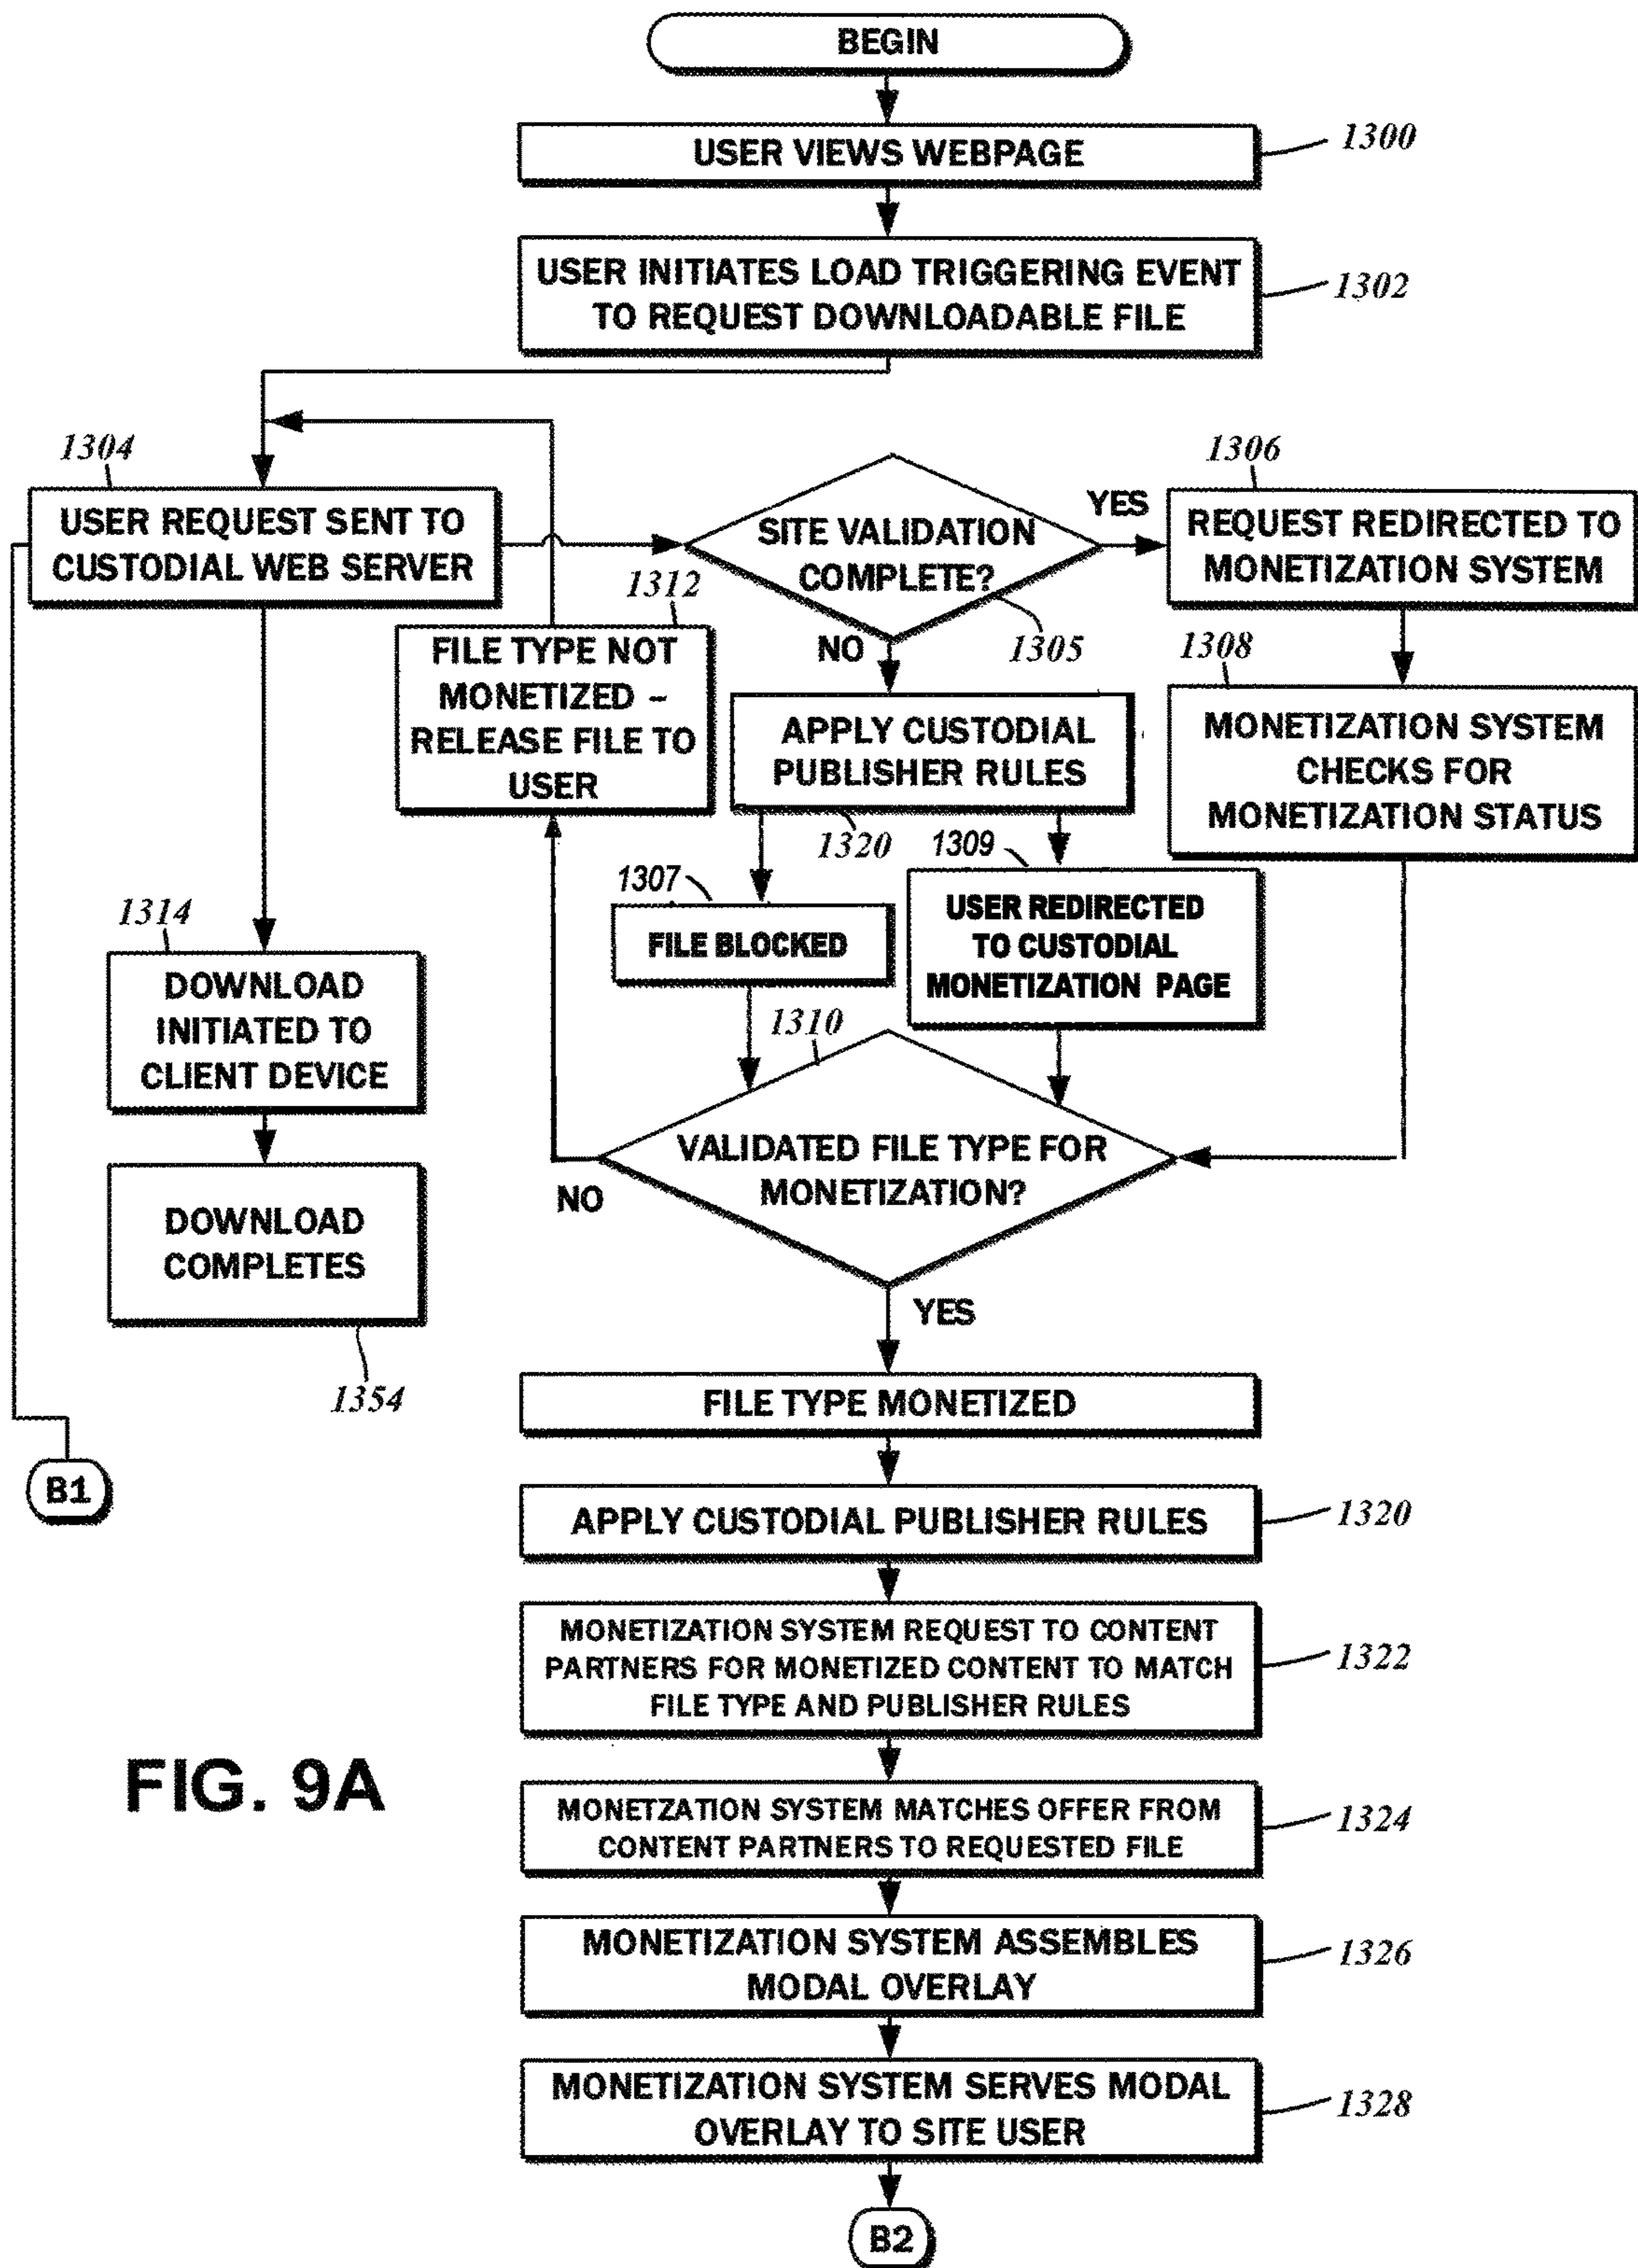 BEGIN
USER VIEWS WEBPAGE
1300
USER INITIATES LOAD TRIGGERING EVENT
TO REQUEST DOWNLOADABLE FILE
1302
1304
USER REQUEST SENT TO
CUSTODIAL WEB SERVER
SITE VALIDATION
COMPLETE?
1305
YES
NO
1306
REQUEST REDIRECTED TO
MONETIZATION SYSTEM
1312
FILE TYPE NOT
MONETIZED –
RELEASE FILE TO
USER
APPLY CUSTODIAL
PUBLISHER RULES
1320
1308
MONETIZATION SYSTEM
CHECKS FOR
MONETIZATION STATUS
1307
FILE BLOCKED
1309
USER REDIRECTED
TO CUSTODIAL
MONETIZATION PAGE
1314
DOWNLOAD
INITIATED TO
CLIENT DEVICE
1310
VALIDATED FILE TYPE FOR
MONETIZATION?
NO
YES
DOWNLOAD
COMPLETES
1354
B1
FILE TYPE MONETIZED
APPLY CUSTODIAL PUBLISHER RULES
1320
MONETIZATION SYSTEM REQUEST TO CONTENT
PARTNERS FOR MONETIZED CONTENT TO MATCH
FILE TYPE AND PUBLISHER RULES
1322
FIG. 9A
MONETZATION SYSTEM MATCHES OFFER FROM
CONTENT PARTNERS TO REQUESTED FILE
1324
MONETIZATION SYSTEM ASSEMBLES
MODAL OVERLAY
1326
MONETIZATION SYSTEM SERVES MODAL
OVERLAY TO SITE USER
1328
B2